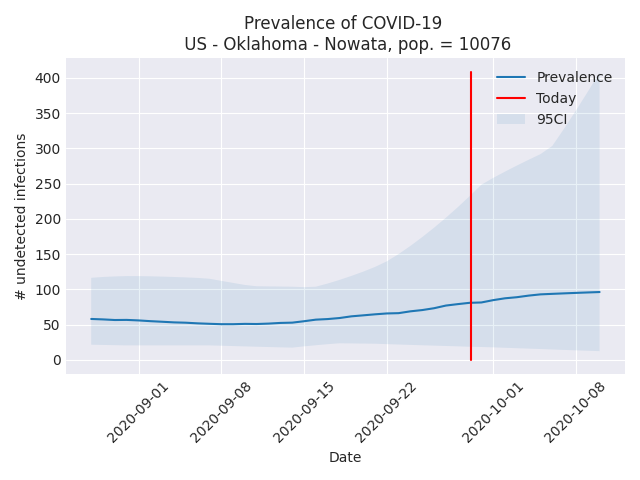 Prevalence of COVID-19
US - Oklahoma - Nowata, pop. = 10076
400
350
300
250
200
150
100
50
0
# undetected infections
Prevalence
Today
95CI
2020-09-01
2020-09-08
2020-09-15
2020-09-22
2020-10-01
2020-10-08
Date